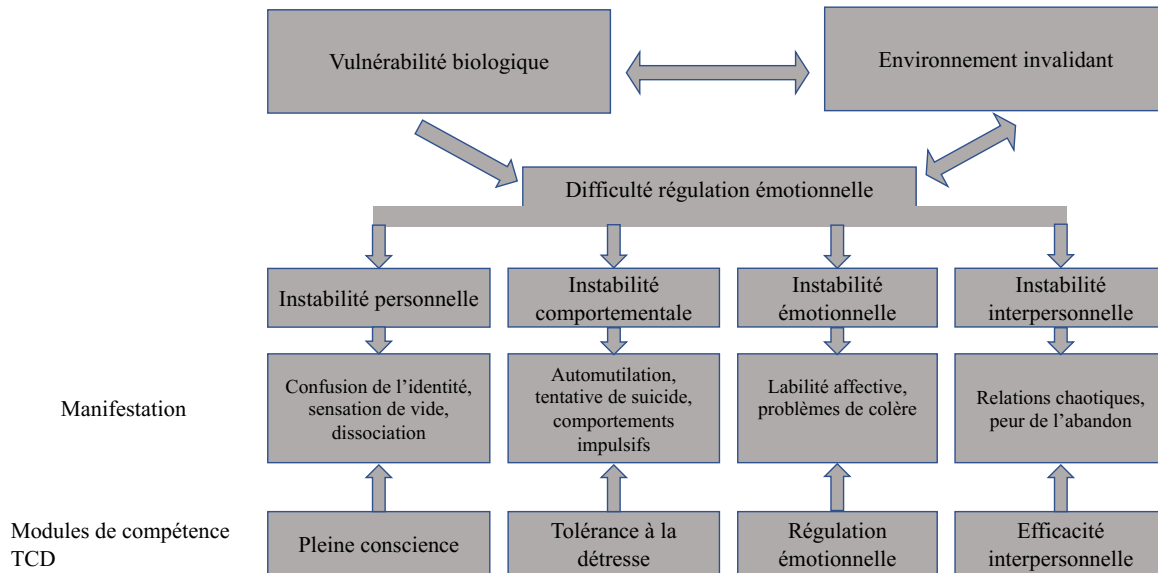 Vulnérabilité biologique
Environnement invalidant
Difficulté régulation émotionnelle
Instabilité personnelle
Instabilité
comportementale
Instabilité
émotionnelle
Instabilité
interpersonnelle
Manifestation
Confusion de l’identité,
sensation de vide,
dissociation
Automutilation,
tentative de suicide,
comportements
impulsifs
Labilité affective,
problèmes de colère
Relations chaotiques,
peur de l’abandon
Modules de compétence
TCD
Pleine conscience
Tolérance à la
détresse
Régulation
émotionnelle
Efficacité
interpersonnelle